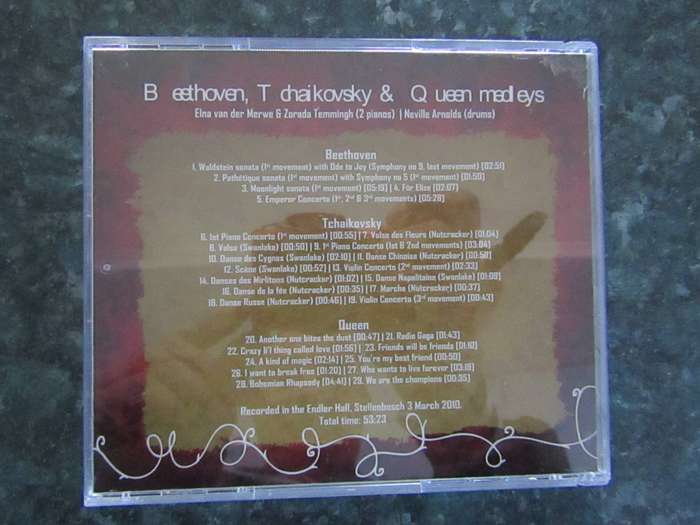 Beethoven, Tchaikovsky & Queen medleys
Elna van der Merwe & Zorada Temmingh (2 pianos) | Neville Arnolds (drums)
Beethoven
1. Waldstein sonata (1st movement) with Ode to Joy (Symphony no 9, last movement) [02:51]
2. Pathétique sonata (1st movement) with Symphony no 5 (1st movement) [01:50]
3. Moonlight sonata (1st movement) [05:19] | 4. Für Elise [02:07]
5. Emperor Concerto (1st, 2nd & 3rd movements) [05:28]
Tchaikovsky
6. 1st Piano Concerto (1st movement) [00:55] | 7. Valse des Fleurs (Nutcracker) [01:04]
8. Valse (Swanlake) [00:50] | 9. 1st Piano Concerto (1st & 2nd movements) [03:04]
10. Danse des Cygnes (Swanlake) [02:10] | 11. Danse Chinoise (Nutcracker) [00:50]
12. Scène (Swanlake) [00:52] | 13. Violin Concerto (2nd movement) [02:33]
14. Danses des Mirlitons (Nutcracker) [01:02] | 15. Danse Napolitaine (Swanlake) [01:09]
16. Danse de la fée (Nutcracker) [00:35] | 17. Marche (Nutcracker) [00:37]
18. Danse Russe (Nutcracker) [00:46] | 19. Violin Concerto (3rd movement) [00:43]
Queen
20. Another one bites the dust [00:47] | 21. Radio Gaga [01:43]
22. Crazy li'l thing called love [01:56] | 23. Friends will be friends [01:10]
24. A kind of magic [02:14] | 25. You're my best friend [00:50]
26. I want to break free [01:20] | 27. Who wants to live forever [03:19]
28. Bohemian Rhapsody [04:41] | 29. We are the champions [00:35]
Recorded in the Endler Hall, Stellenbosch 3 March 2010.
Total time: 53:23